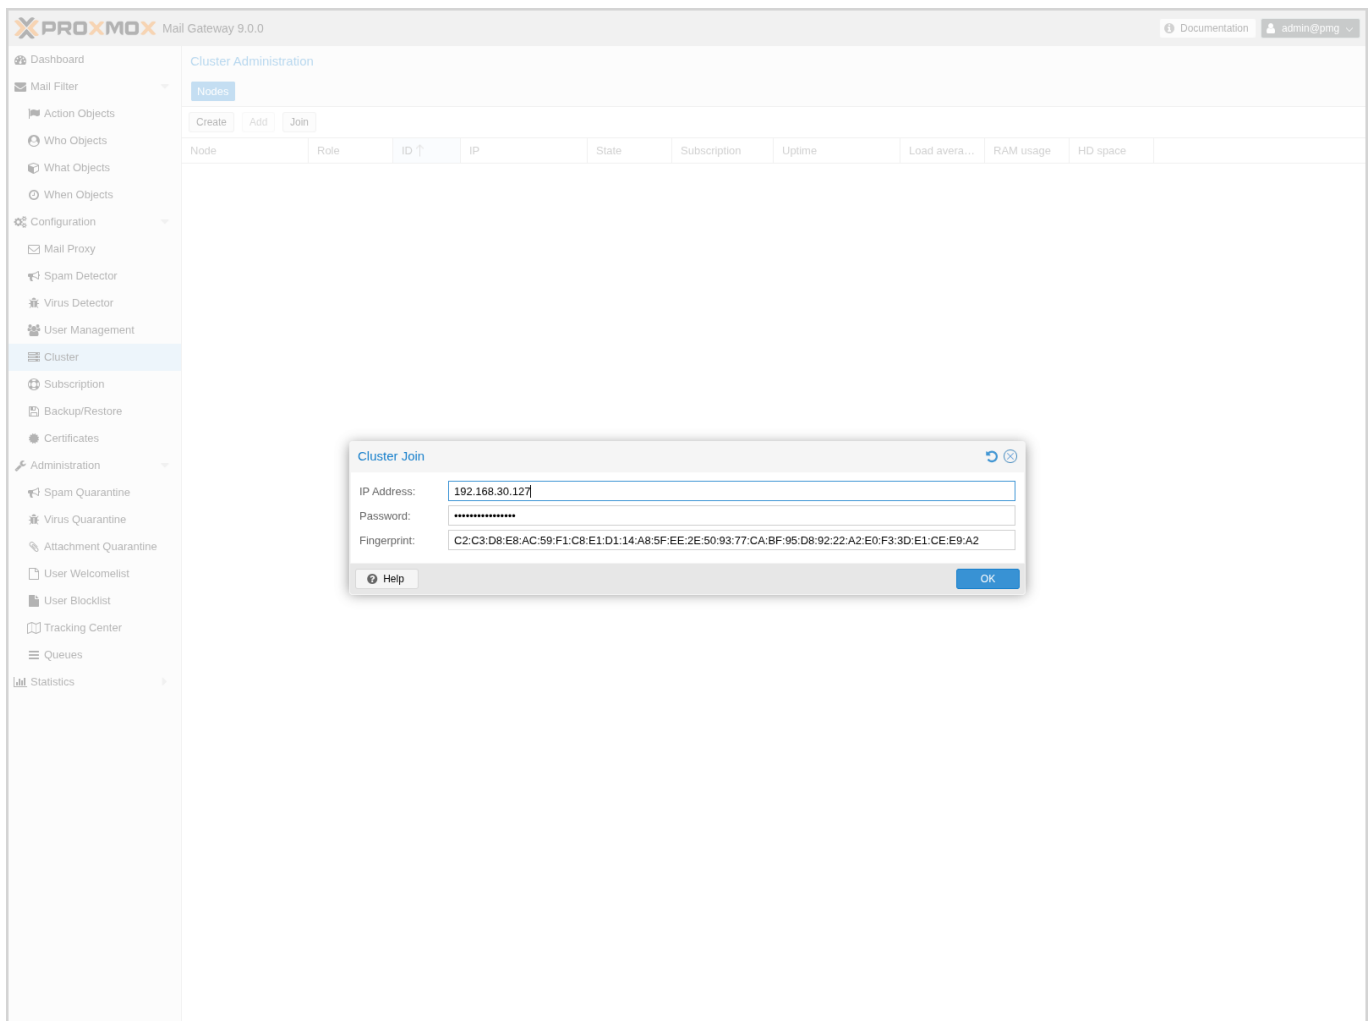 PROXMOX Mail Gateway 9.0.0 Documentation admin@pmg
Dashboard
Mail Filter
Action Objects
Who Objects
What Objects
When Objects
Configuration
Mail Proxy
Spam Detector
Virus Detector
User Management
Cluster
Subscription
Backup/Restore
Certificates
Administration
Spam Quarantine
Virus Quarantine
Attachment Quarantine
User Welcomelist
User Blocklist
Tracking Center
Queues
Statistics
Cluster Administration
Nodes
Create Add Join
Node Role ID IP State Subscription Uptime Load avera... RAM usage HD space
Cluster Join
IP Address: 192.168.30.127
Password: ••••••••••••••••
Fingerprint: C2:C3:D8:E8:AC:59:F1:C8:E1:D1:14:A8:5F:EE:2E:50:93:77:CA:BF:95:D8:92:22:A2:E0:F3:3D:E1:CE:E9:A2
Help OK